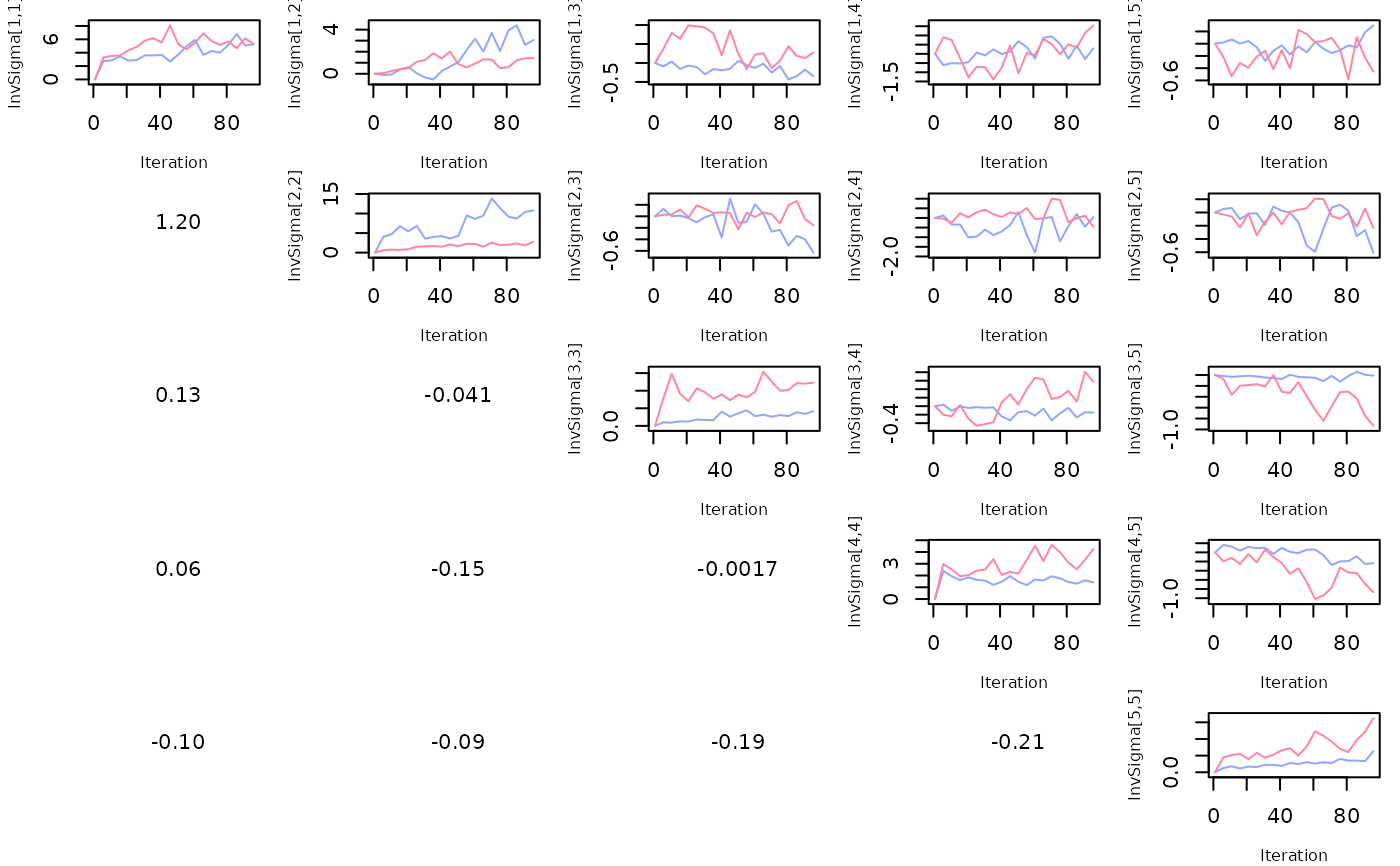 InvSigma[1,1] 6 0 0 40 80 Iteration
InvSigma[1,2] 4 0 0 40 80 Iteration
InvSigma[1,3] -0.5 0 40 80 Iteration
InvSigma[1,4] -1.5 0 40 80 Iteration
InvSigma[1,5] -0.6 0 40 80 Iteration
1.20
InvSigma[2,2] 15 0 0 40 80 Iteration
InvSigma[2,3] -0.6 0 40 80 Iteration
InvSigma[2,4] -2.0 0 40 80 Iteration
InvSigma[2,5] -0.6 0 40 80 Iteration
0.13
-0.041
InvSigma[3,3] 0.0 0 40 80 Iteration
InvSigma[3,4] -0.4 0 40 80 Iteration
InvSigma[3,5] -1.0 0 40 80 Iteration
0.06
-0.15
-0.0017
InvSigma[4,4] 3 0 0 40 80 Iteration
InvSigma[4,5] -1.0 0 40 80 Iteration
-0.10
-0.09
-0.19
-0.21
InvSigma[5,5] 0.0 0 40 80 Iteration